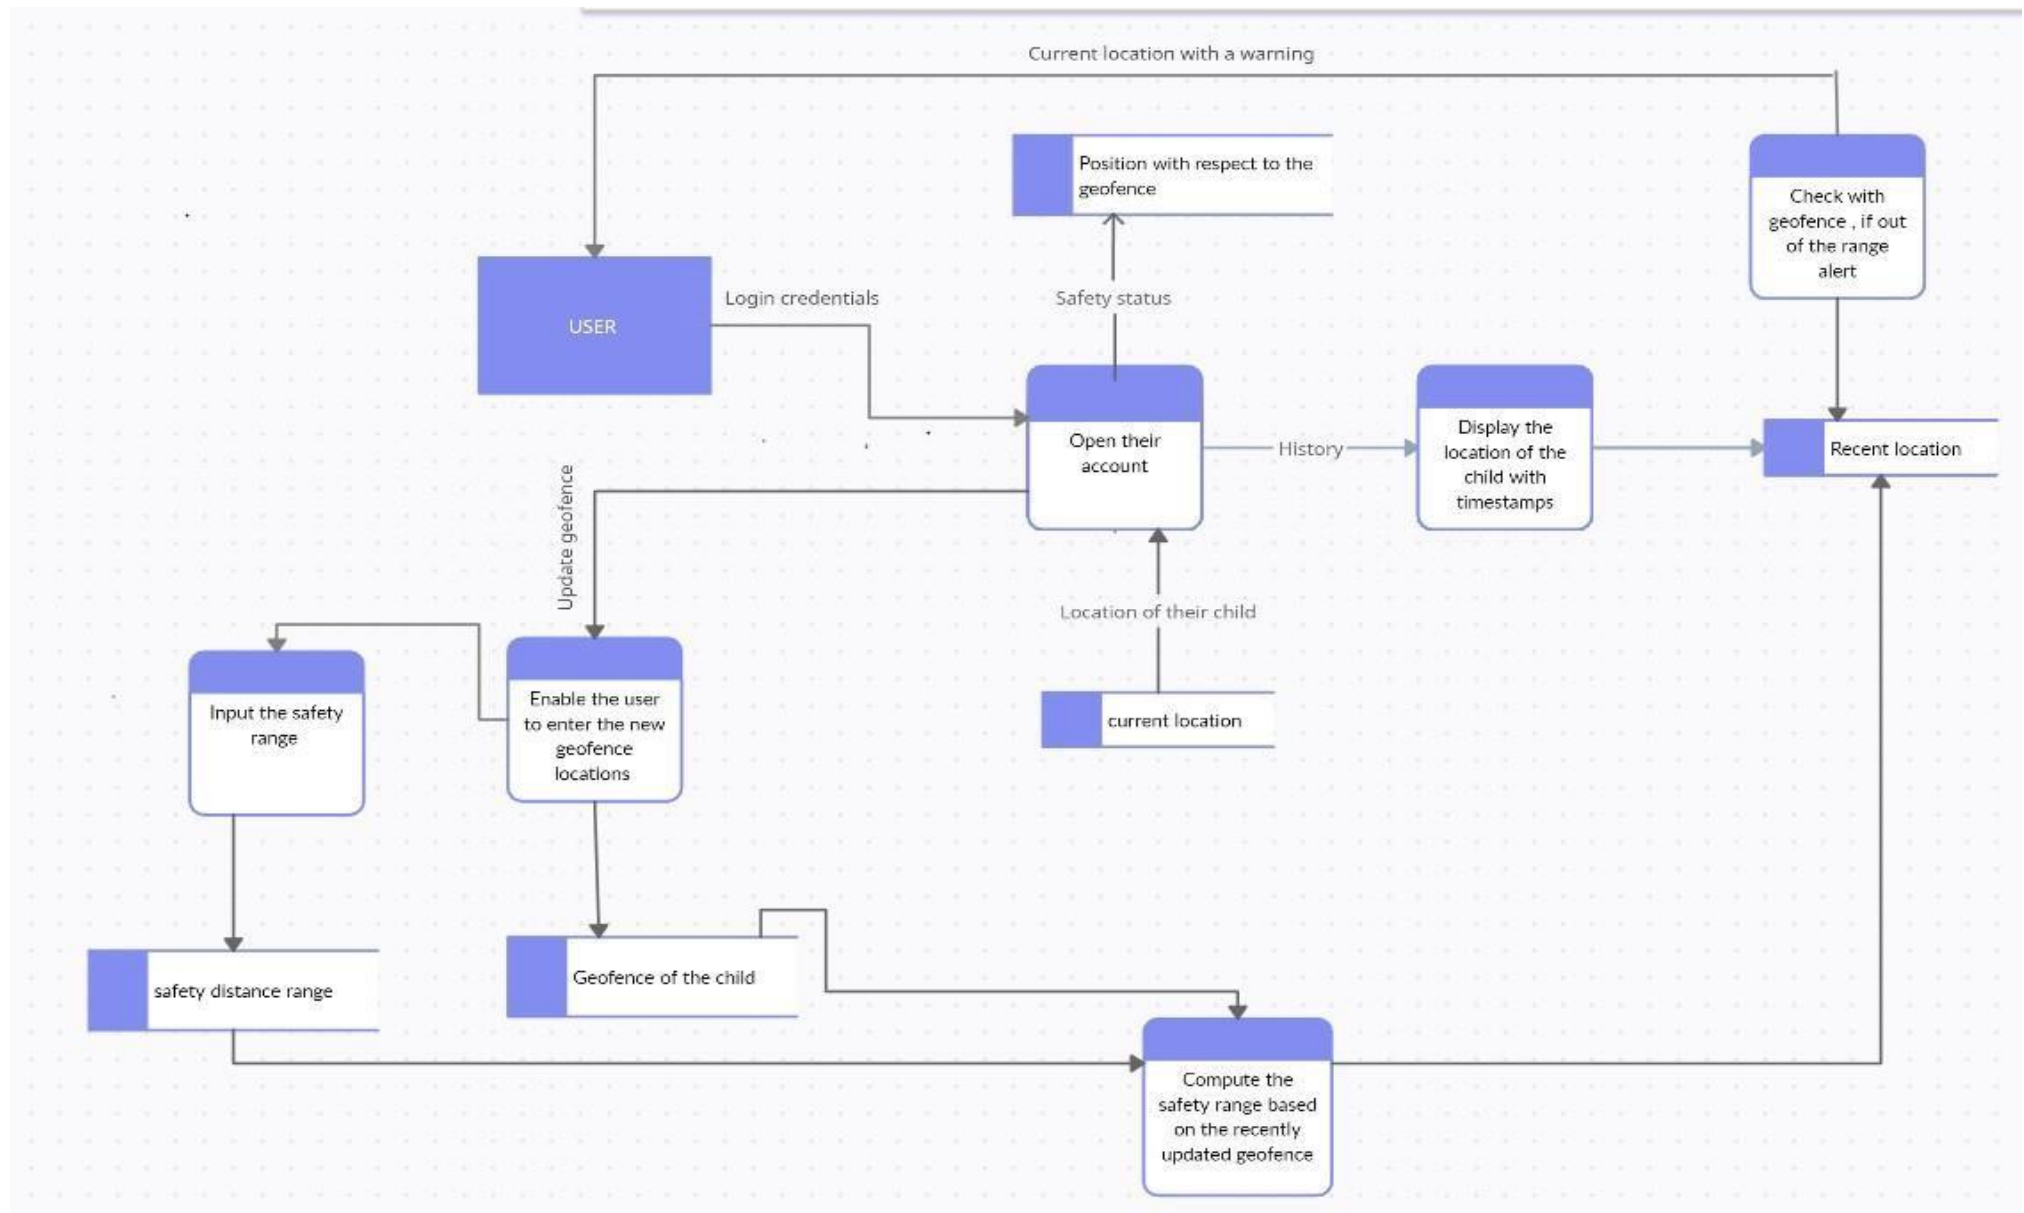 Current location with a warning
Position with respect to the
geofence
Check with
geofence , if out
of the range
alert
Login credentials
Safety status
USER
Open their
account
History
Display the
location of the
child with
timestamps
Recent location
Update geofence
Location of their child
Input the safety
range
Enable the user
to enter the new
geofence
locations
current location
safety distance range
Geofence of the child
Compute the
safety range based
on the recently
updated geofence